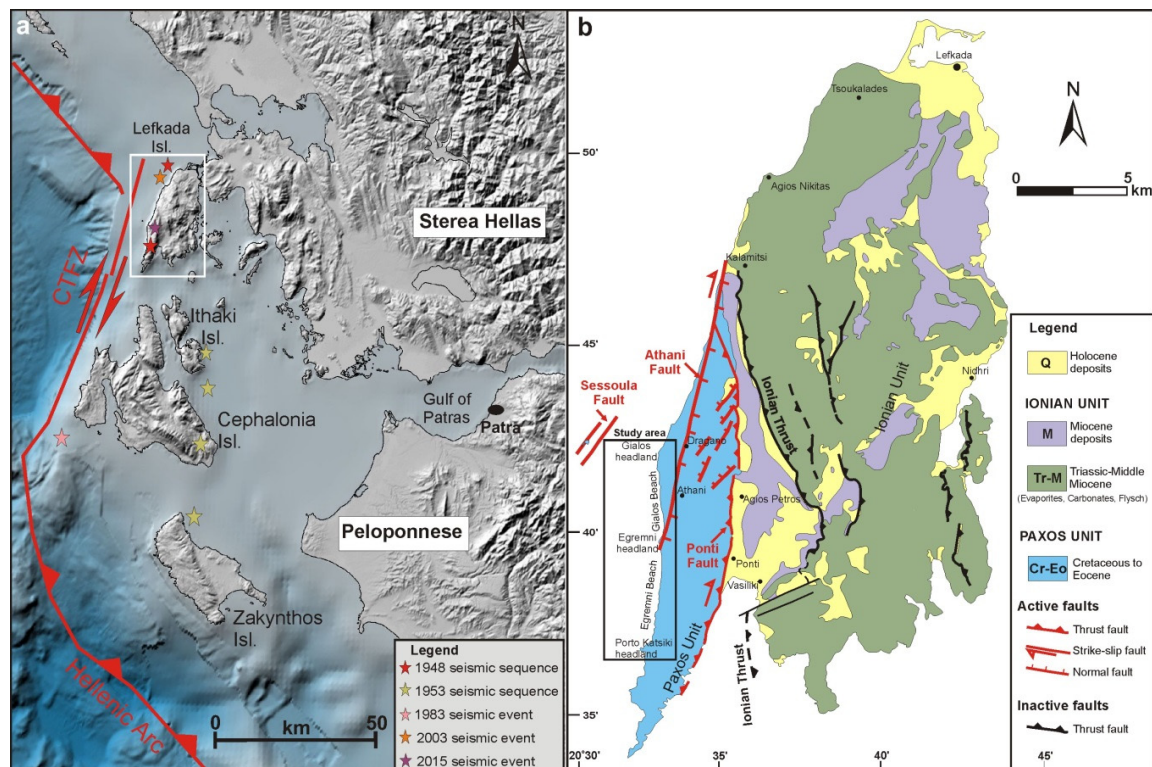 a
N
Lefkada
Isl.
CTFZ
Sterea Hellas
Ithaki
Isl.
Gulf of
Patras
Patra
Cephalonia
Isl.
Peloponnese
Zakynthos
Isl.
Hellenic Arc
0 km 50
Legend
1948 seismic sequence
1953 seismic sequence
1983 seismic event
2003 seismic event
2015 seismic event
b
50'
45'
40'
35'
20°30'
35'
40'
45'
N
0 5
km
Lefkada
Tsoukalades
Agios Nikitas
Kalamitsi
Athani
Fault
Sessoula
Fault
Ionian Thrust
Ionian Unit
Nidhri
Study area
Gialos
headland
Dragano
Gialos Beach
Athani
Agios Petros
Egremni
headland
Ponti
Fault
Ponti
Vasiliki
Egremni Beach
Porto Katsiki
headland
Paxos Unit
Ionian Thrust
Legend
Q Holocene
deposits
IONIAN UNIT
M Miocene
deposits
Tr-M Triassic-Middle
Miocene
(Evaporites, Carbonates, Flysch)
PAXOS UNIT
Cr-Eo Cretaceous to
Eocene
Active faults
Thrust fault
Strike-slip fault
Normal fault
Inactive faults
Thrust fault